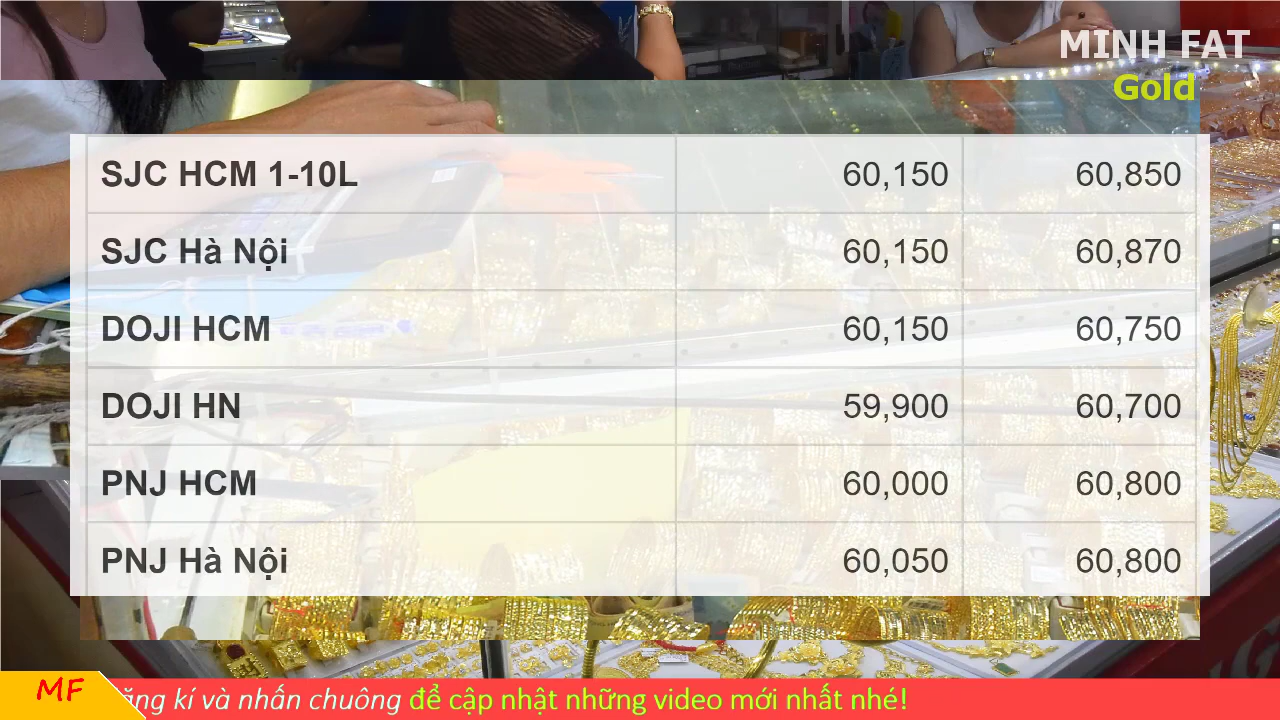 MINH FAT
Gold
SJC HCM 1-10L 60,150 60,850
SJC Hà Nội 60,150 60,870
DOJI HCM 60,150 60,750
DOJI HN 59,900 60,700
PNJ HCM 60,000 60,800
PNJ Hà Nội 60,050 60,800
MF kí và nhấn chuông để cập nhật những video mới nhất nhé!